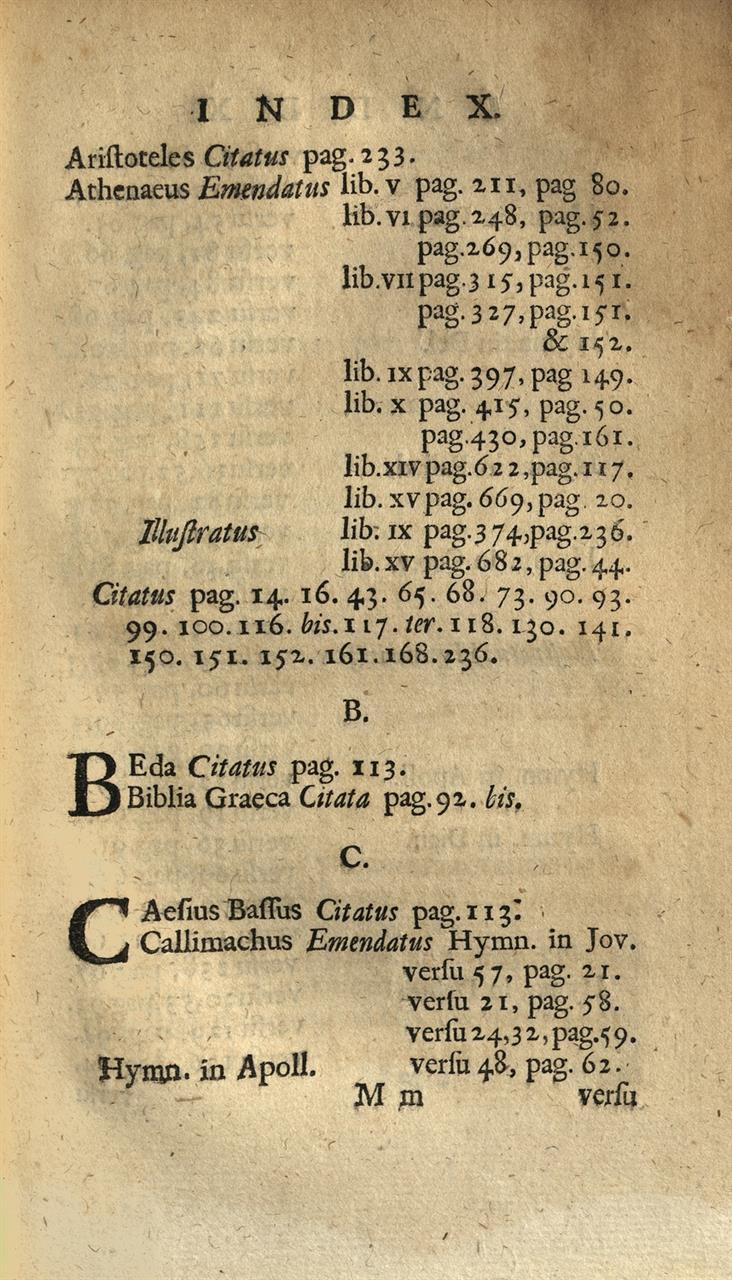 I N D E X.
Ariſtoteles Citatus pag. 233.
Athenaeus Emendatus lib. v pag. 211, pag 80.
lib. vi pag. 248, pag. 52.
pag. 269, pag. 150.
lib. vii pag. 315, pag. 151.
pag. 327, pag. 151.
& 152.
lib. ix pag. 397, pag 149.
lib. x pag. 415, pag. 50.
pag. 430, pag. 161.
lib. xiv pag. 622, pag. 117.
lib. xv pag. 669, pag. 20.
Illuſtratus lib. ix pag. 374, pag. 236.
lib. xv pag. 682, pag. 44.
Citatus pag. 14. 16. 43. 65. 68. 73. 90. 93.
99. 100. 116. bis. 117. ter. 118. 130. 141.
150. 151. 152. 161. 168. 236.
B.
BEda Citatus pag. 113.
Biblia Graeca Citata pag. 92. bis.
C.
CAeſius Baſſus Citatus pag. 113.
Callimachus Emendatus Hymn. in Jov.
verſu 57, pag. 21.
verſu 21, pag. 58.
verſu 24, 32, pag. 59.
Hymn. in Apoll. verſu 48, pag. 62.
M m verſu